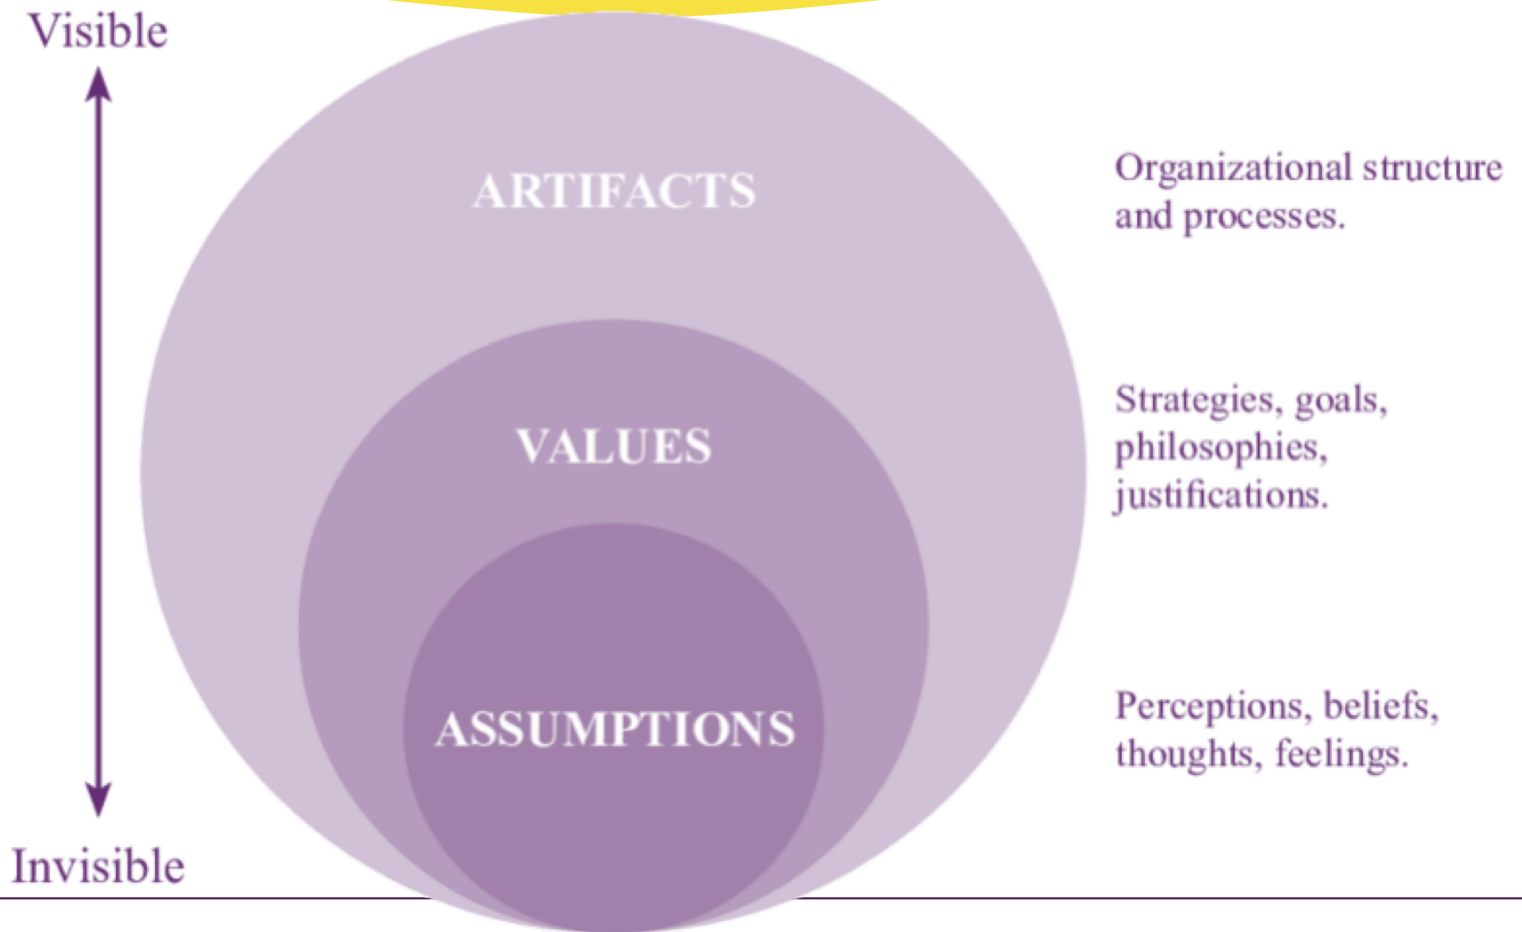 Visible
ARTIFACTS
Organizational structure
and processes.
VALUES
Strategies, goals,
philosophies,
justifications.
ASSUMPTIONS
Perceptions, beliefs,
thoughts, feelings.
Invisible